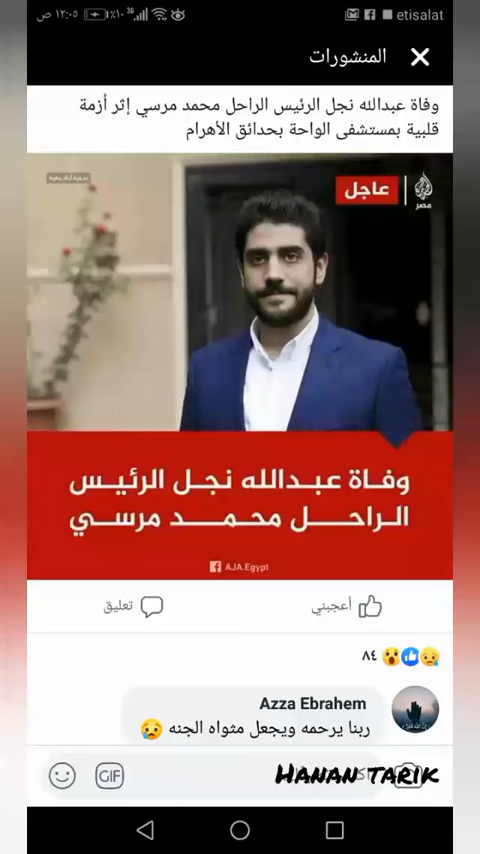 etisalat ١٢:٠٥ ص ٪١٠ 3G
المنشورات
وفاة عبدالله نجل الرئيس الراحل محمد مرسي إثر أزمة
قلبية بمستشفى الواحة بحدائق الأهرام
عاجل
مصر
وفاة عبدالله نجل الرئيس
الراحل محمد مرسي
AJA.Egypt
أعجبني
تعليق
٨٤
Azza Ebrahem
ربنا يرحمه ويجعل مثواه الجنه 😥
GIF
HANAN TARIK